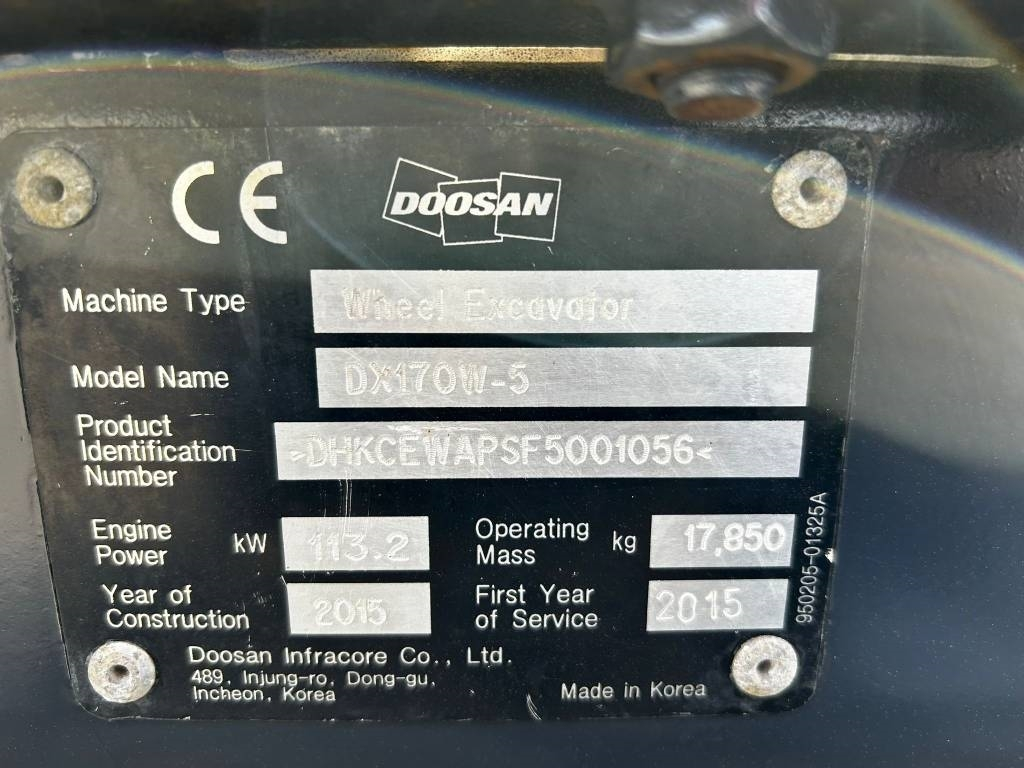 CE DOOSAN
Machine Type Wheel Excavator
Model Name DX170W-5
Product
Identification >DHKCEWAPSF5001056<
Number
Engine Power kW 113.2 Operating Mass kg 17,850
Year of Construction 2015 First Year of Service 2015
950205-01325A
Doosan Infracore Co., Ltd.
489, Injung-ro, Dong-gu,
Incheon, Korea Made in Korea